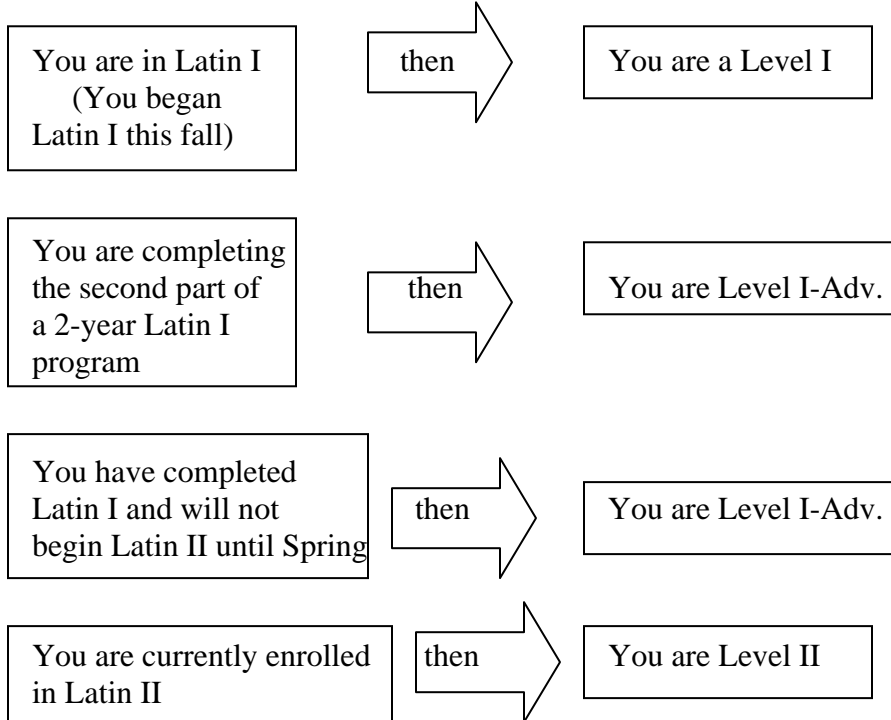 You are in Latin I
(You began
Latin I this fall)
then
You are a Level I
You are completing
the second part of
a 2-year Latin I
program
then
You are Level I-Adv.
You have completed
Latin I and will not
begin Latin II until Spring
then
You are Level I-Adv.
You are currently enrolled
in Latin II
then
You are Level II